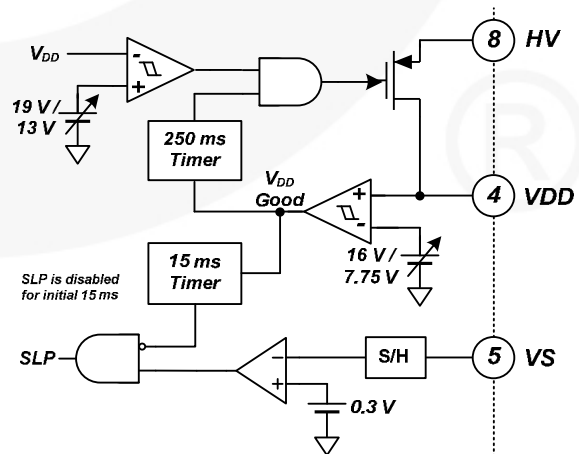 8 HV
V_DD
-
+
19 V /
13 V
250 ms
Timer
V_DD
Good
+
-
4 VDD
16 V /
7.75 V
SLP is disabled
for initial 15 ms
15 ms
Timer
SLP
S/H
5 VS
−
+
0.3 V
®